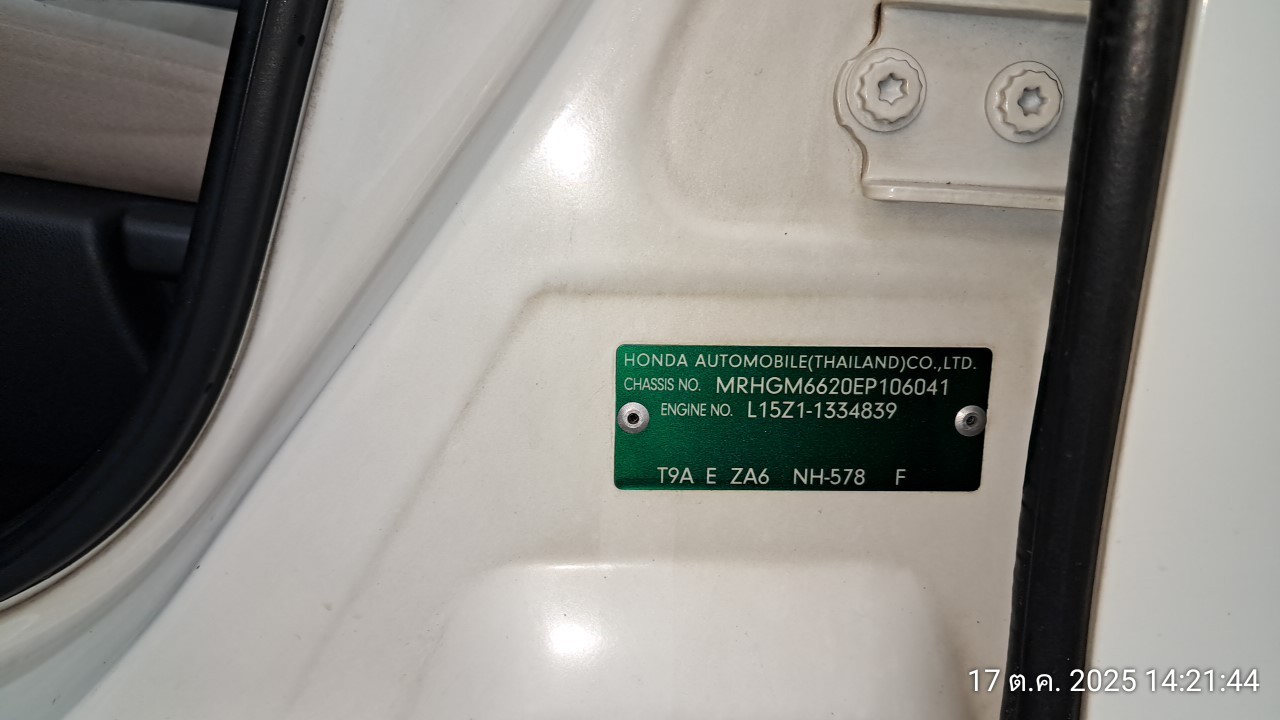 HONDA AUTOMOBILE(THAILAND)CO.,LTD.
CHASSIS NO. MRHGM6620EP106041
ENGINE NO. L15Z1-1334839
T9A E ZA6 NH-578 F
17 ต.ค. 2025 14:21:44